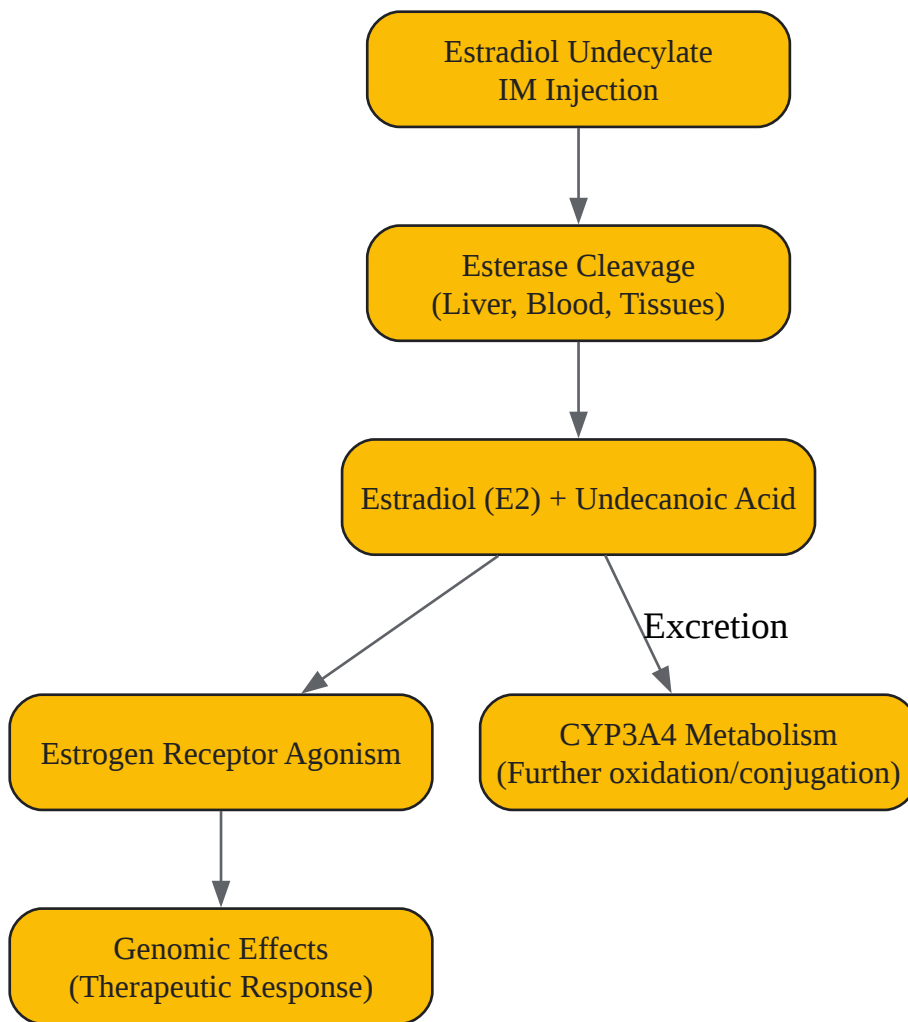 Estradiol Undecylate
IM Injection
Esterase Cleavage
(Liver, Blood, Tissues)
Estradiol (E2) + Undecanoic Acid
Excretion
Estrogen Receptor Agonism
CYP3A4 Metabolism
(Further oxidation/conjugation)
Genomic Effects
(Therapeutic Response)